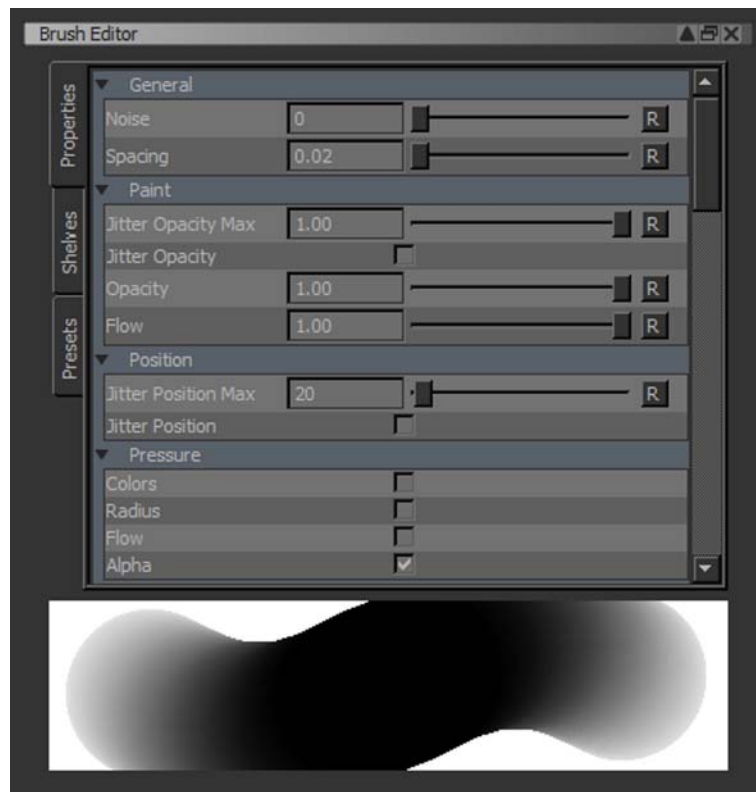 Brush Editor
Properties
Shelves
Presets
General
Noise 0 R
Spacing 0.02 R
Paint
Jitter Opacity Max 1.00 R
Jitter Opacity
Opacity 1.00 R
Flow 1.00 R
Position
Jitter Position Max 20 R
Jitter Position
Pressure
Colors
Radius
Flow
Alpha